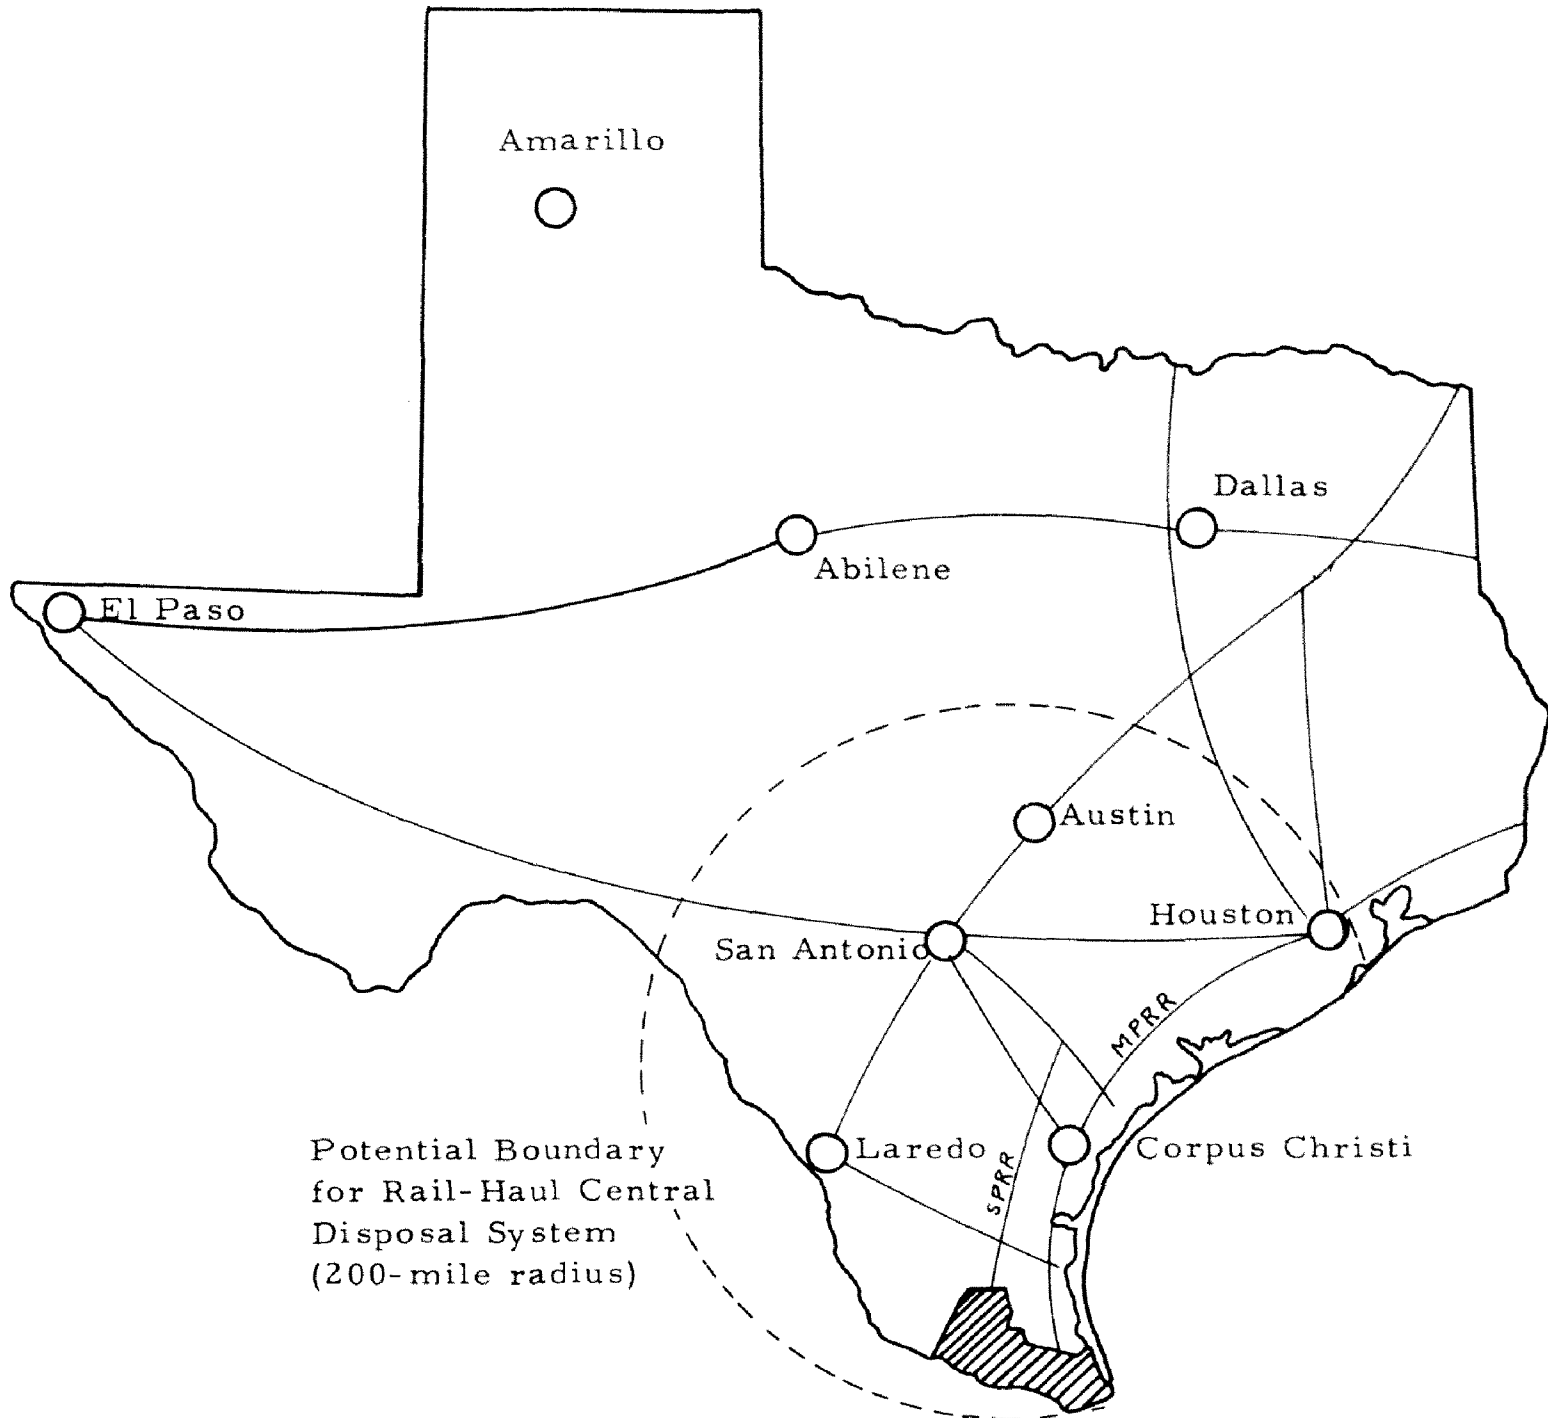 Amarillo
Dallas
Abilene
El Paso
Austin
Houston
San Antonio
MPRR
Potential Boundary
for Rail-Haul Central
Disposal System
(200-mile radius)
Laredo
SPRR
Corpus Christi